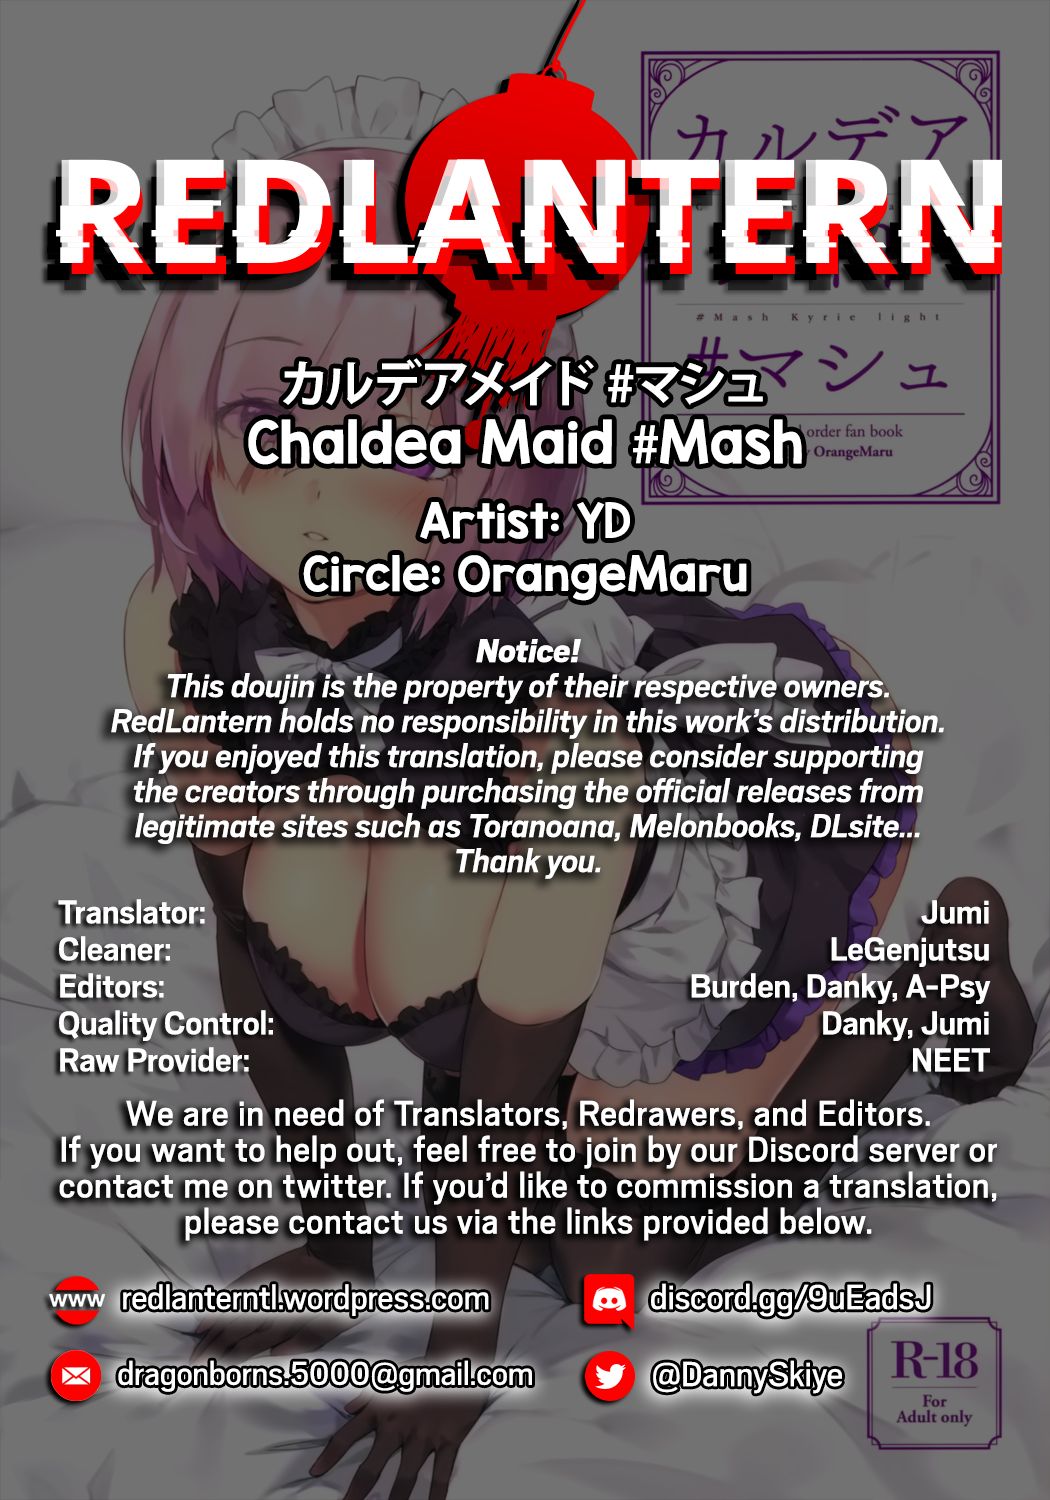 REDLANTERN
カルデア
# Mash Kyrie light
#マシュ
order fan book
OrangeMaru
カルデアメイド #マシュ
Chaldea Maid #Mash
Artist: YD
Circle: OrangeMaru
Notice!
This doujin is the property of their respective owners.
RedLantern holds no responsibility in this work's distribution.
If you enjoyed this translation, please consider supporting
the creators through purchasing the official releases from
legitimate sites such as Toranoana, Melonbooks, DLsite...
Thank you.
Translator: Jumi
Cleaner: LeGenjutsu
Editors: Burden, Danky, A-Psy
Quality Control: Danky, Jumi
Raw Provider: NEET
We are in need of Translators, Redrawers, and Editors.
If you want to help out, feel free to join by our Discord server or
contact me on twitter. If you'd like to commission a translation,
please contact us via the links provided below.
www redlanterntl.wordpress.com
discord.gg/9uEadsJ
dragonborns.5000@gmail.com
@DannySkiye
R-18
For
Adult only